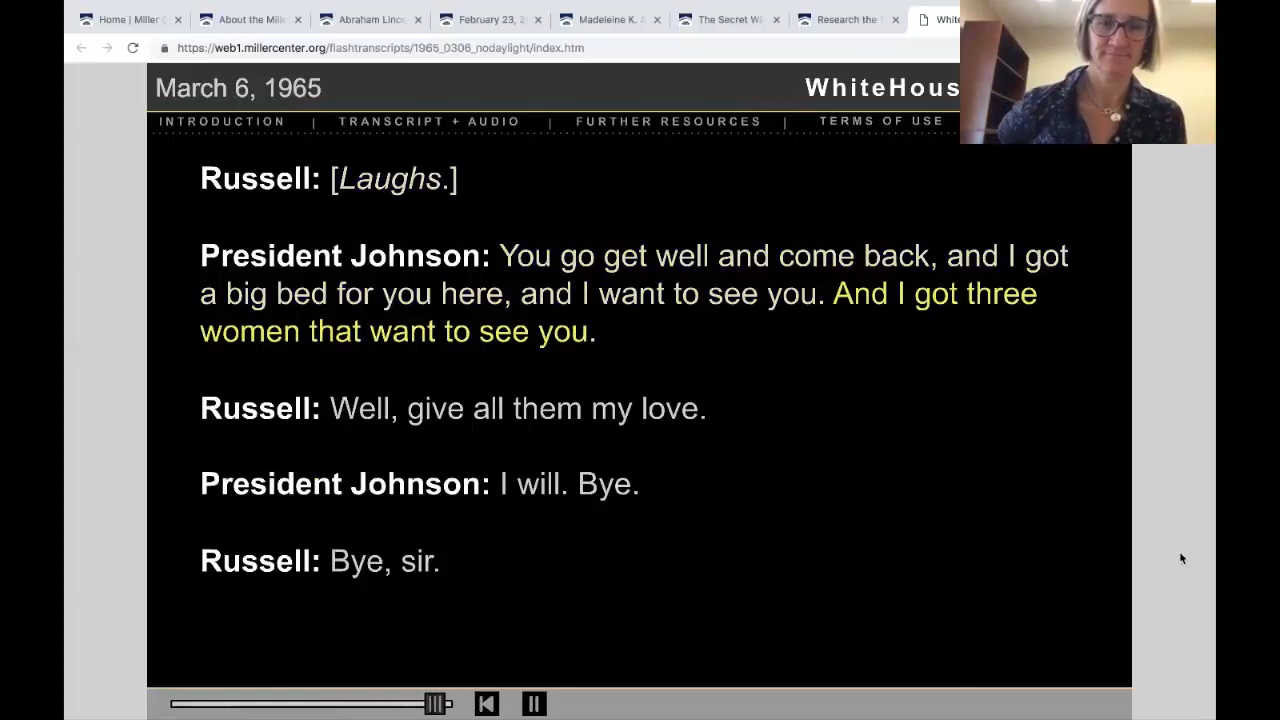 Home | Miller C
About the Mille
Abraham Linco
February 23, 2
Madeleine K. A
The Secret W
Research the
White
https://web1.millercenter.org/flashtranscripts/1965_0306_nodaylight/index.htm
March 6, 1965
WhiteHous
INTRODUCTION | TRANSCRIPT + AUDIO | FURTHER RESOURCES | TERMS OF USE
Russell: [Laughs.]
President Johnson: You go get well and come back, and I got
a big bed for you here, and I want to see you. And I got three
women that want to see you.
Russell: Well, give all them my love.
President Johnson: I will. Bye.
Russell: Bye, sir.